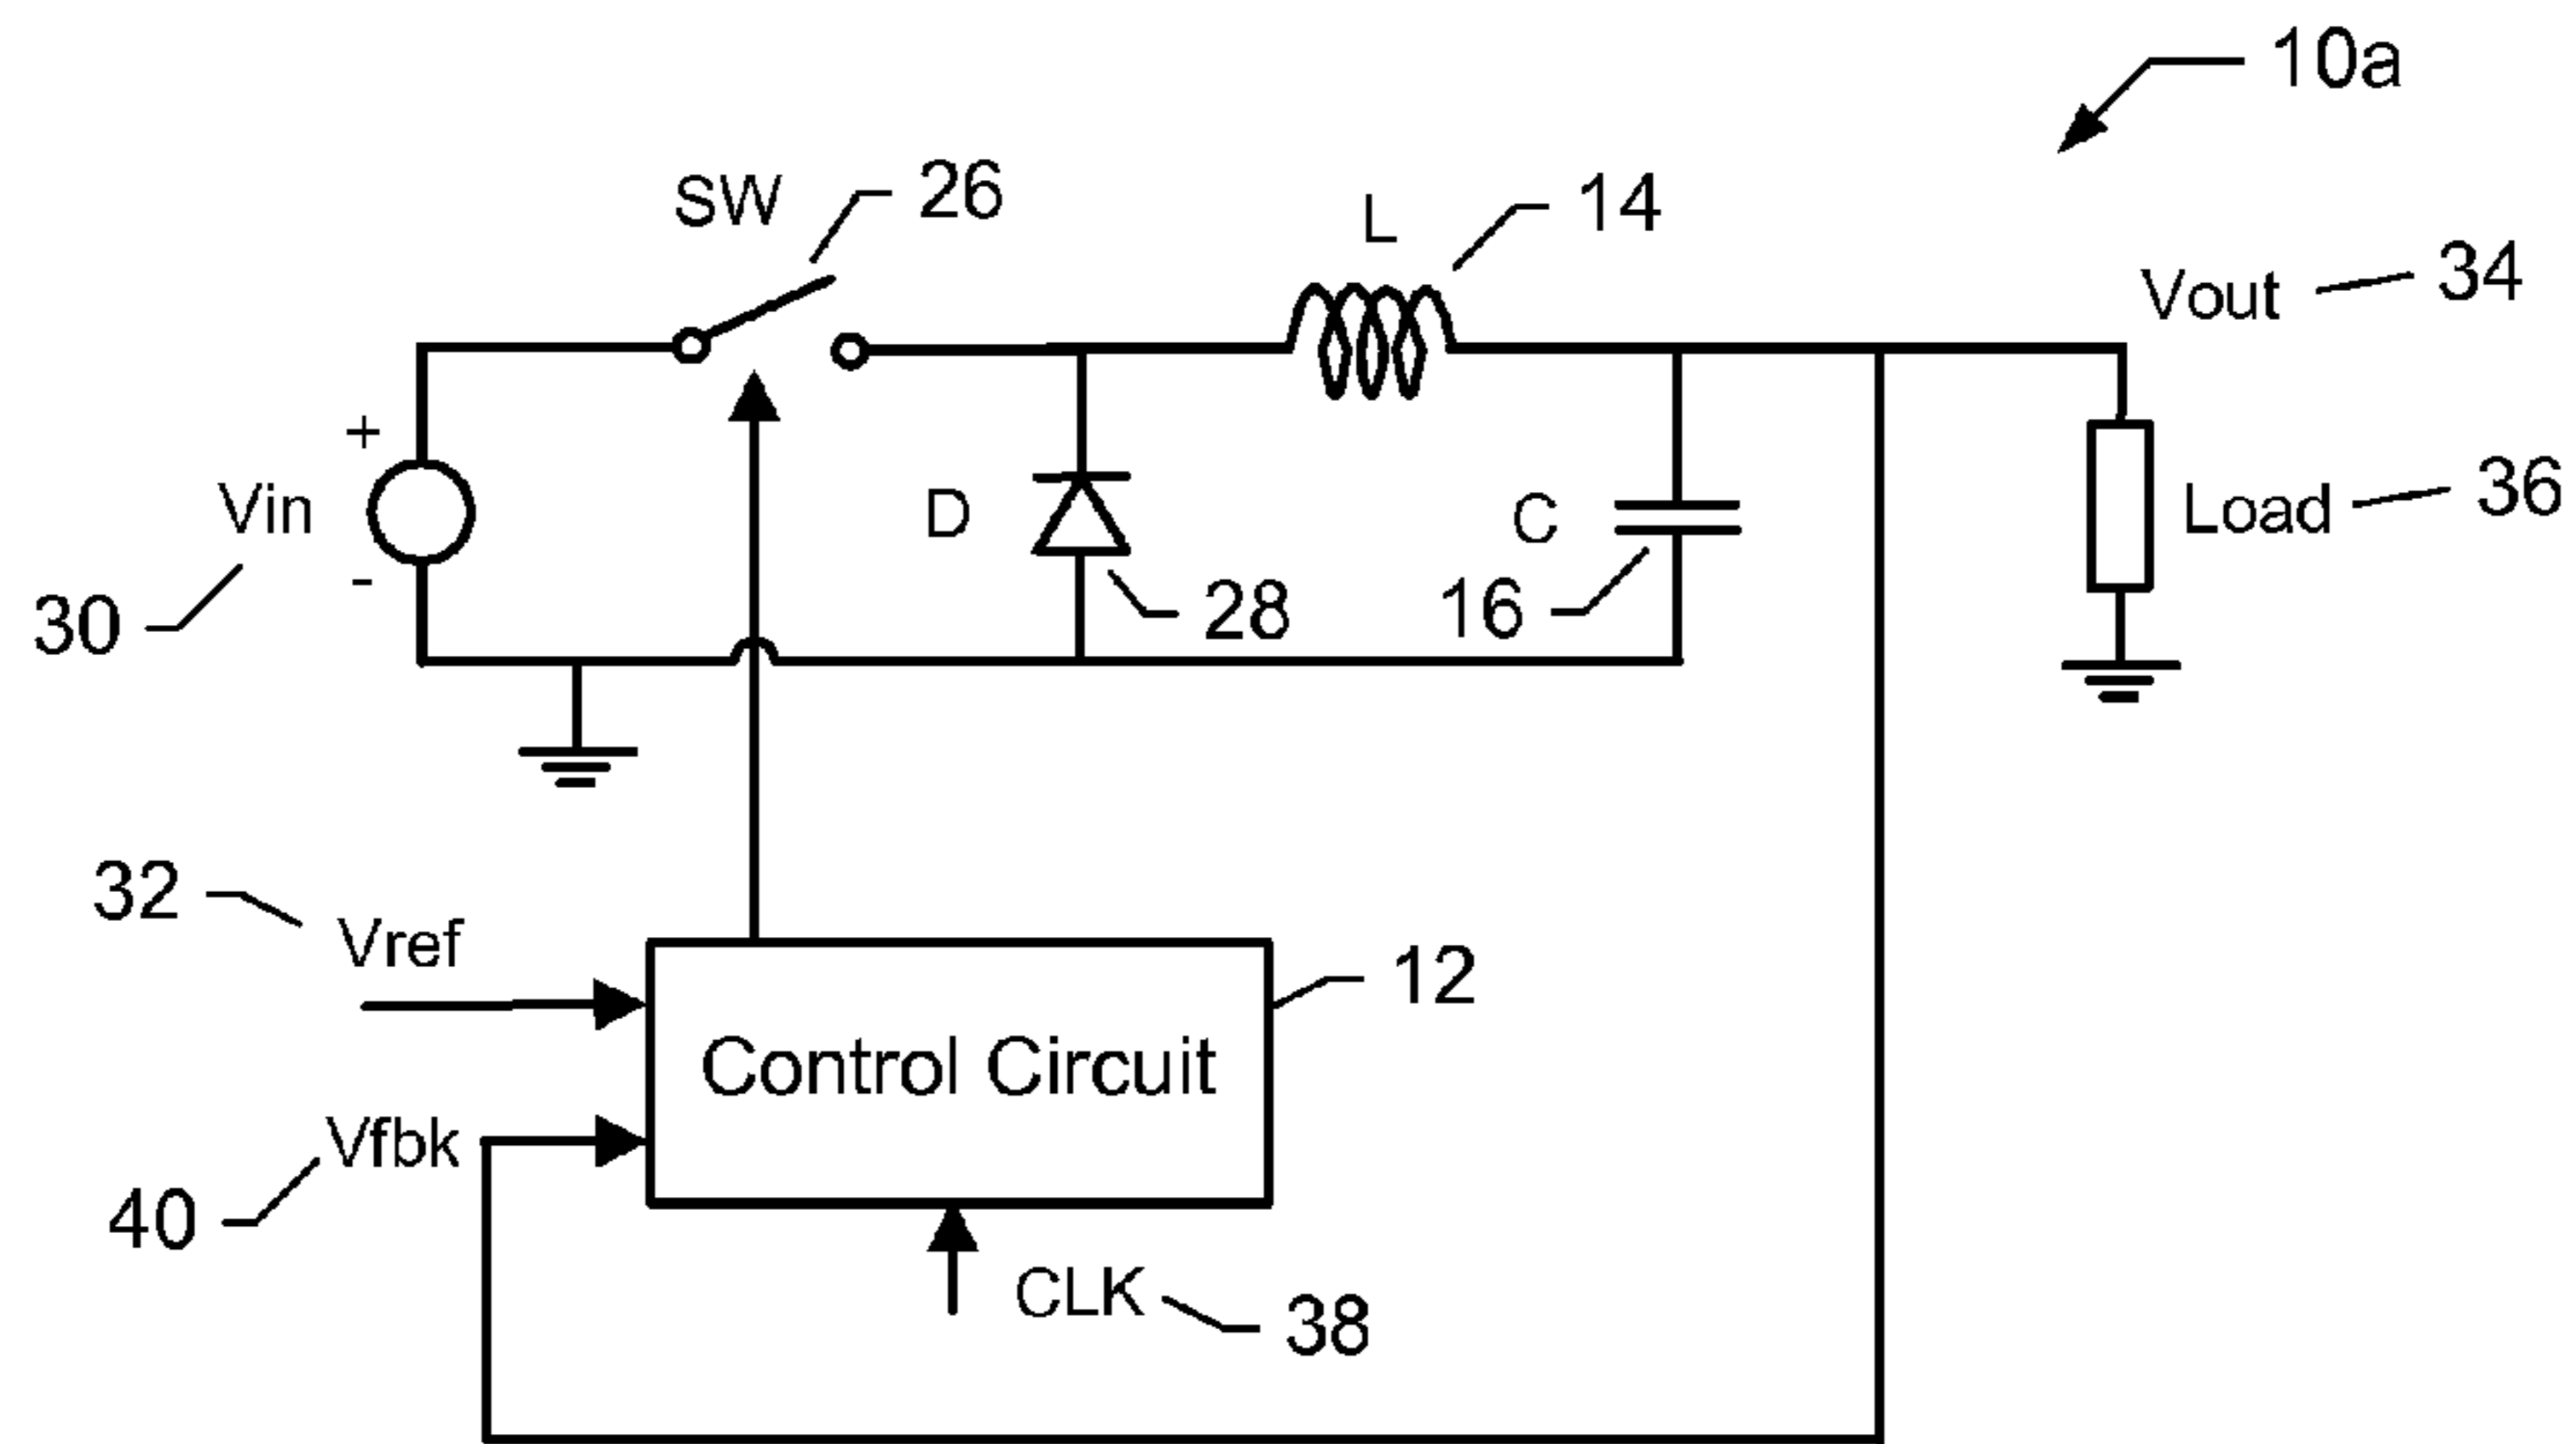 10a
SW
26
L
14
Vout
34
+
Vin
-
30
D
28
C
16
Load
36
32
Vref
12
Control Circuit
Vfbk
40
CLK
38